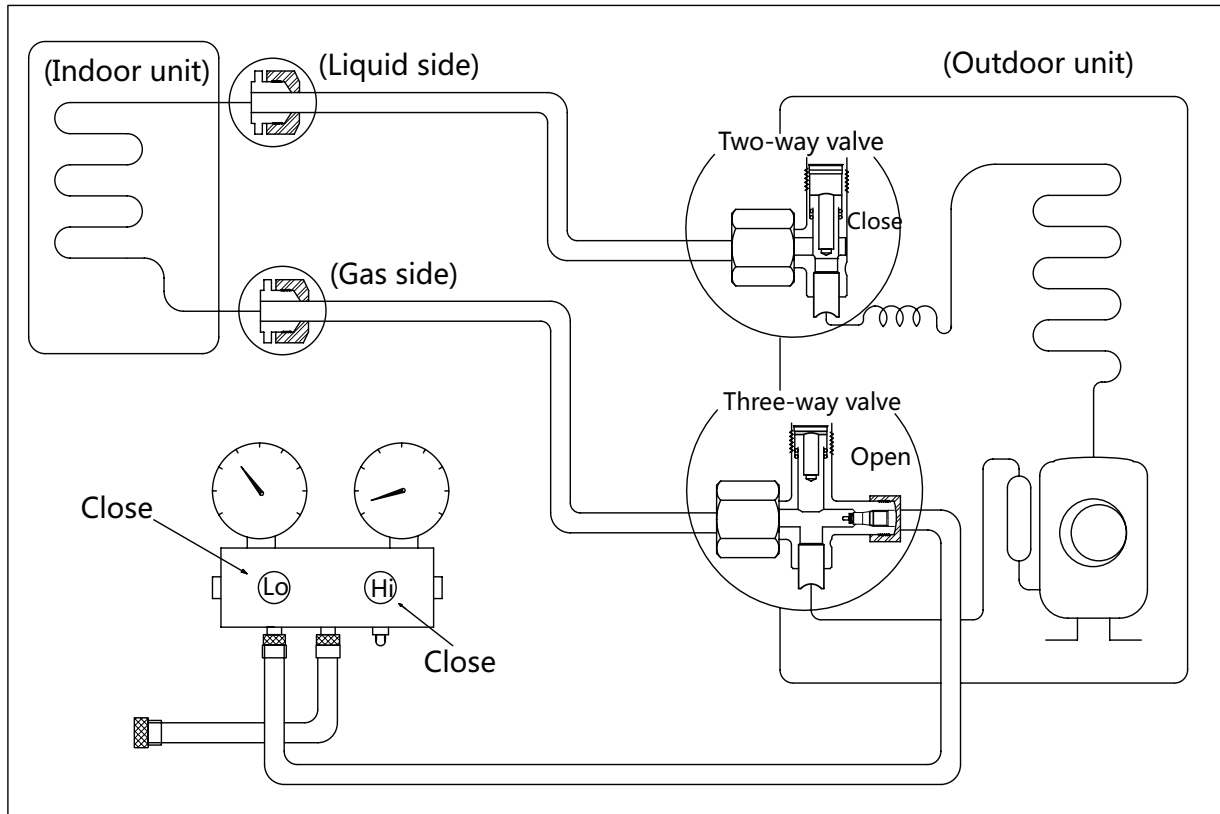 (Indoor unit)
(Liquid side)
(Outdoor unit)
Two-way valve
Close
(Gas side)
Three-way valve
Open
Close
Lo
Hi
Close